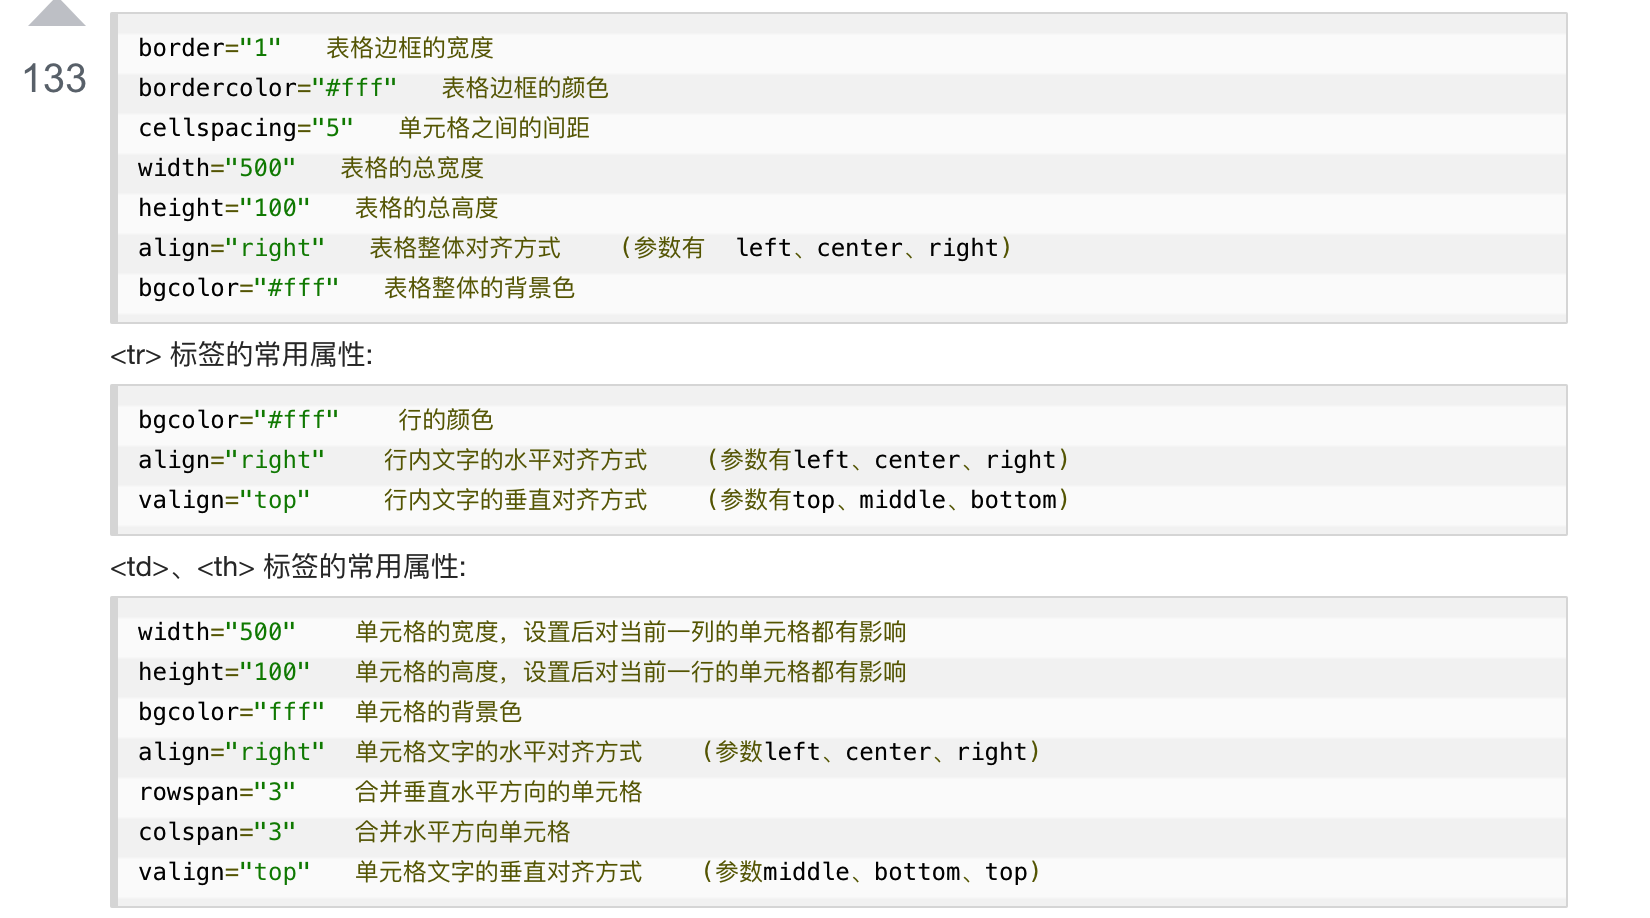 133
border="1" 表格边框的宽度
bordercolor="#fff" 表格边框的颜色
cellspacing="5" 单元格之间的间距
width="500" 表格的总宽度
height="100" 表格的总高度
align="right" 表格整体对齐方式 (参数有 left、center、right)
bgcolor="#fff" 表格整体的背景色
<tr> 标签的常用属性:
bgcolor="#fff" 行的颜色
align="right" 行内文字的水平对齐方式 (参数有left、center、right)
valign="top" 行内文字的垂直对齐方式 (参数有top、middle、bottom)
<td>、<th> 标签的常用属性:
width="500" 单元格的宽度，设置后对当前一列的单元格都有影响
height="100" 单元格的高度，设置后对当前一行的单元格都有影响
bgcolor="fff" 单元格的背景色
align="right" 单元格文字的水平对齐方式 (参数left、center、right)
rowspan="3" 合并垂直水平方向的单元格
colspan="3" 合并水平方向单元格
valign="top" 单元格文字的垂直对齐方式 (参数middle、bottom、top)